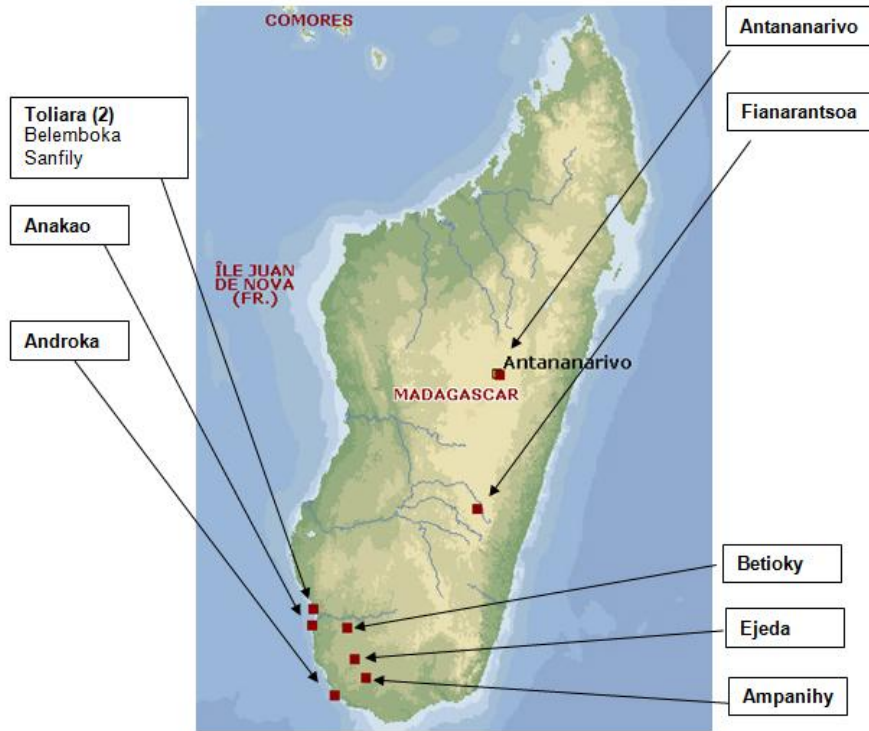 COMORES
Antananarivo
Fianarantsoa
Toliara (2)
Belemboka
Sanfily
Anakao
ÎLE JUAN
DE NOVA
(FR.)
Androka
Antananarivo
MADAGASCAR
Betioky
Ejeda
Ampanihy